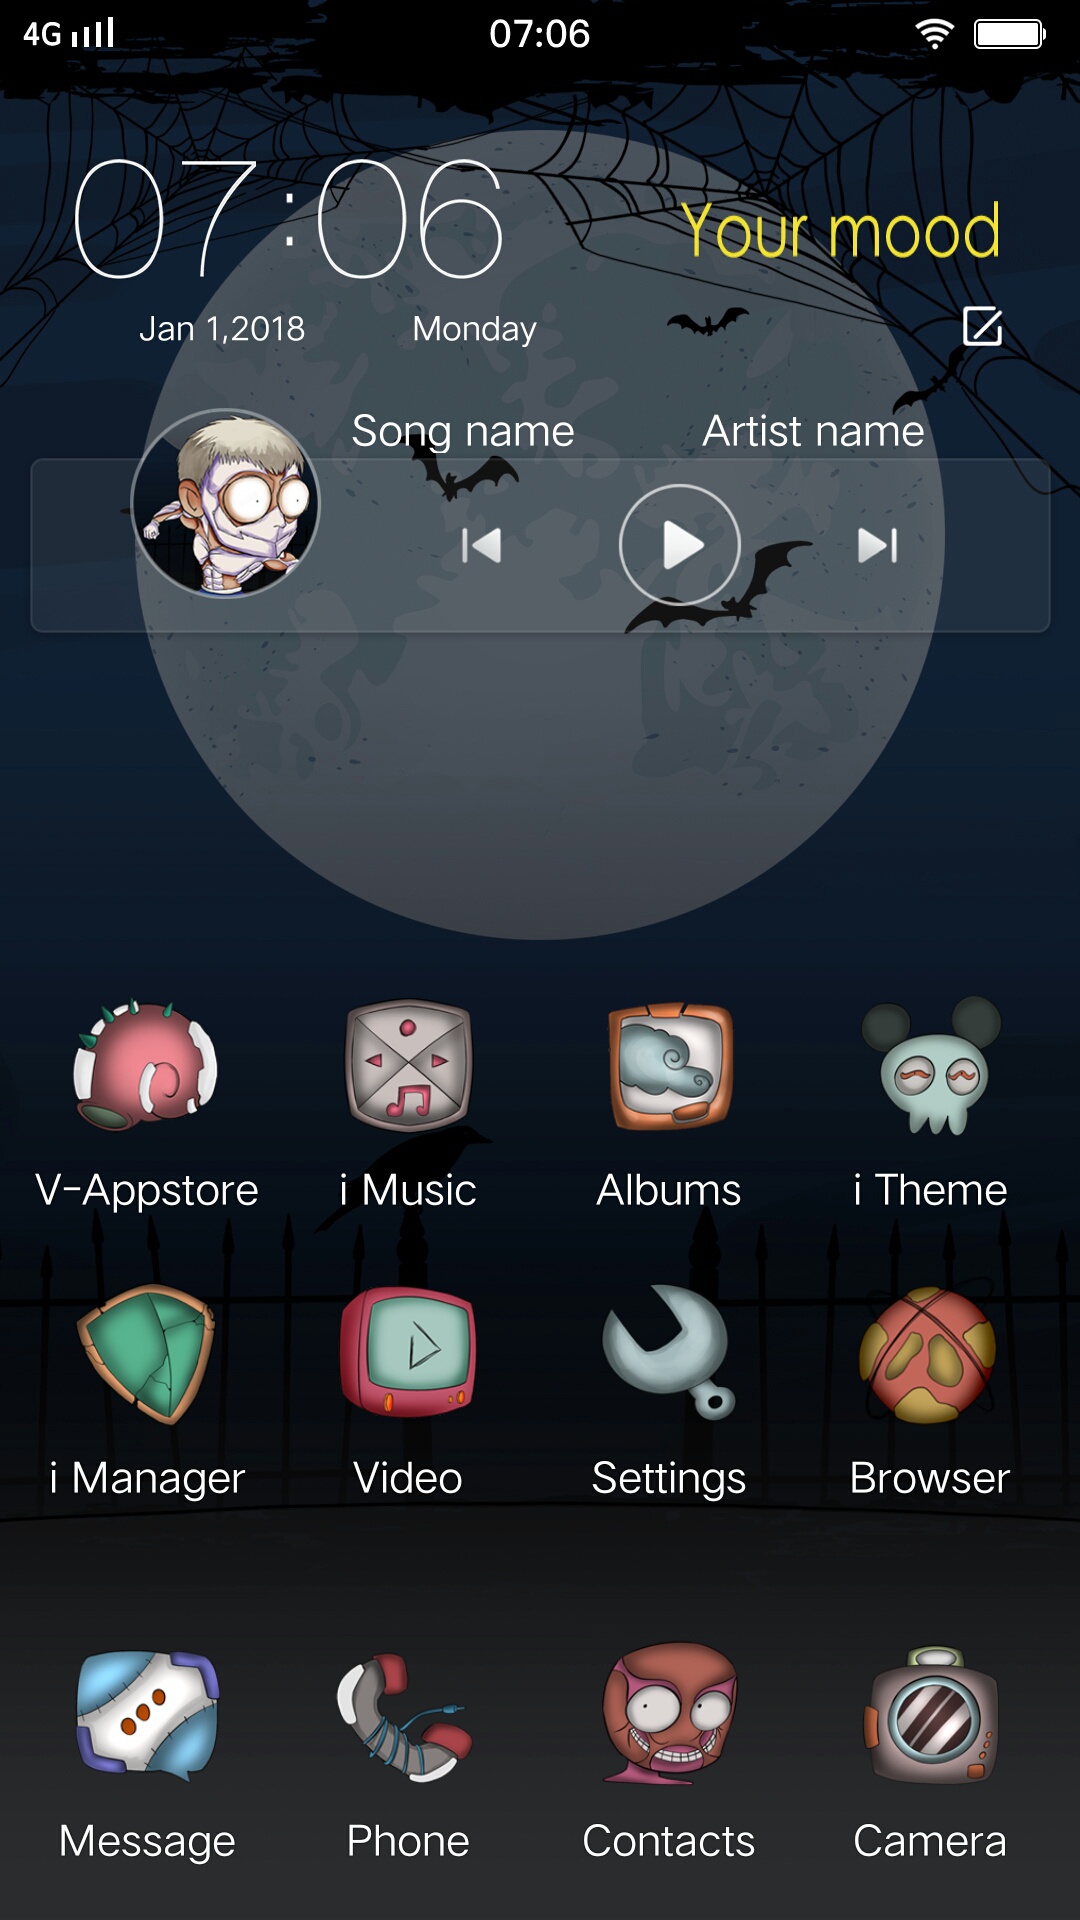 4G 07:06
07:06
Your mood
Jan 1,2018 Monday
Song name Artist name
V-Appstore i Music Albums i Theme
i Manager Video Settings Browser
Message Phone Contacts Camera